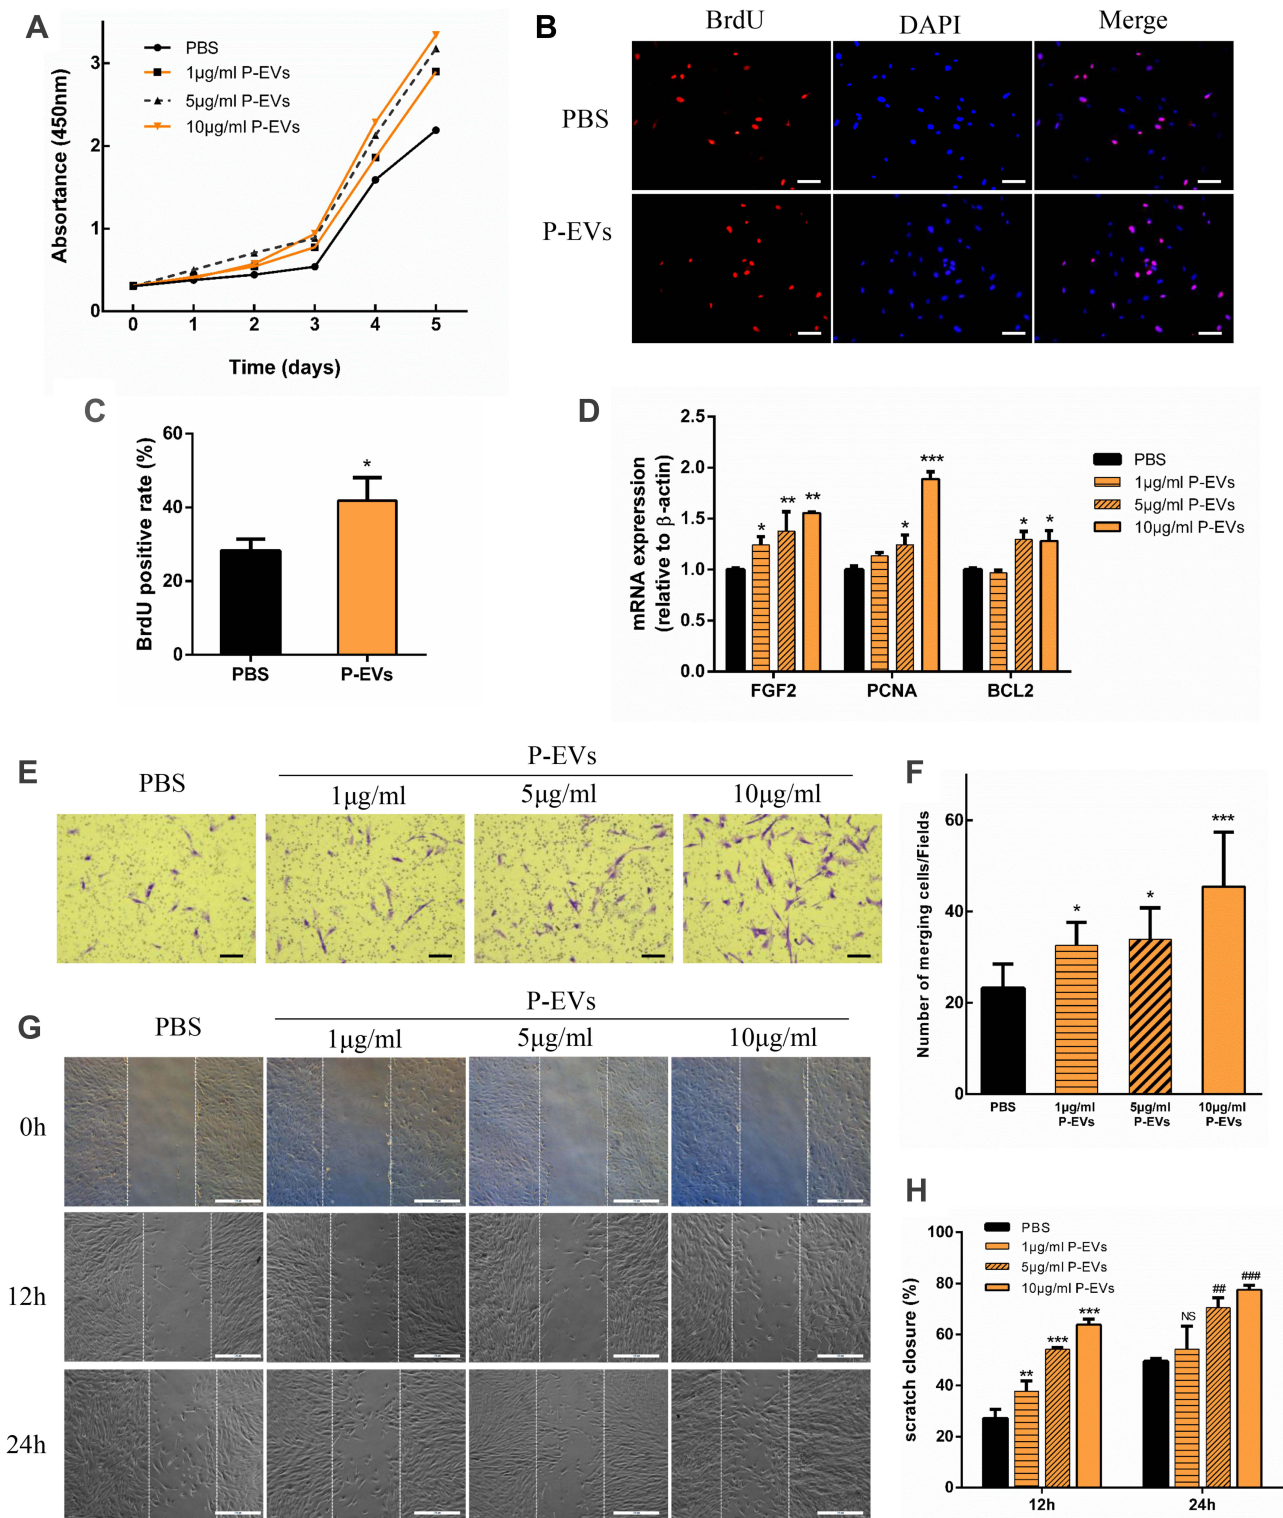 A
Absortance (450nm)
3
2
1
0
PBS
1μg/ml P-EVs
5μg/ml P-EVs
10μg/ml P-EVs
0 1 2 3 4 5
Time (days)
B
BrdU DAPI Merge
PBS
P-EVs
C
BrdU positive rate (%)
60
40
20
0
*
PBS P-EVs
D
mRNA experission
(relative to β-actin)
2.5
2.0
1.5
1.0
0.5
0.0
* ** ** * *** * *
FGF2 PCNA BCL2
PBS
1μg/ml P-EVs
5μg/ml P-EVs
10μg/ml P-EVs
E
P-EVs
PBS 1μg/ml 5μg/ml 10μg/ml
F
Number of merging cells/Fields
60
40
20
0
* * ***
PBS 1μg/ml 5μg/ml 10μg/ml
P-EVs P-EVs P-EVs
G
P-EVs
PBS 1μg/ml 5μg/ml 10μg/ml
0h
12h
24h
H
scratch closure (%)
100
80
60
40
20
0
PBS
1μg/ml P-EVs
5μg/ml P-EVs
10μg/ml P-EVs
** *** *** NS ## ###
12h 24h